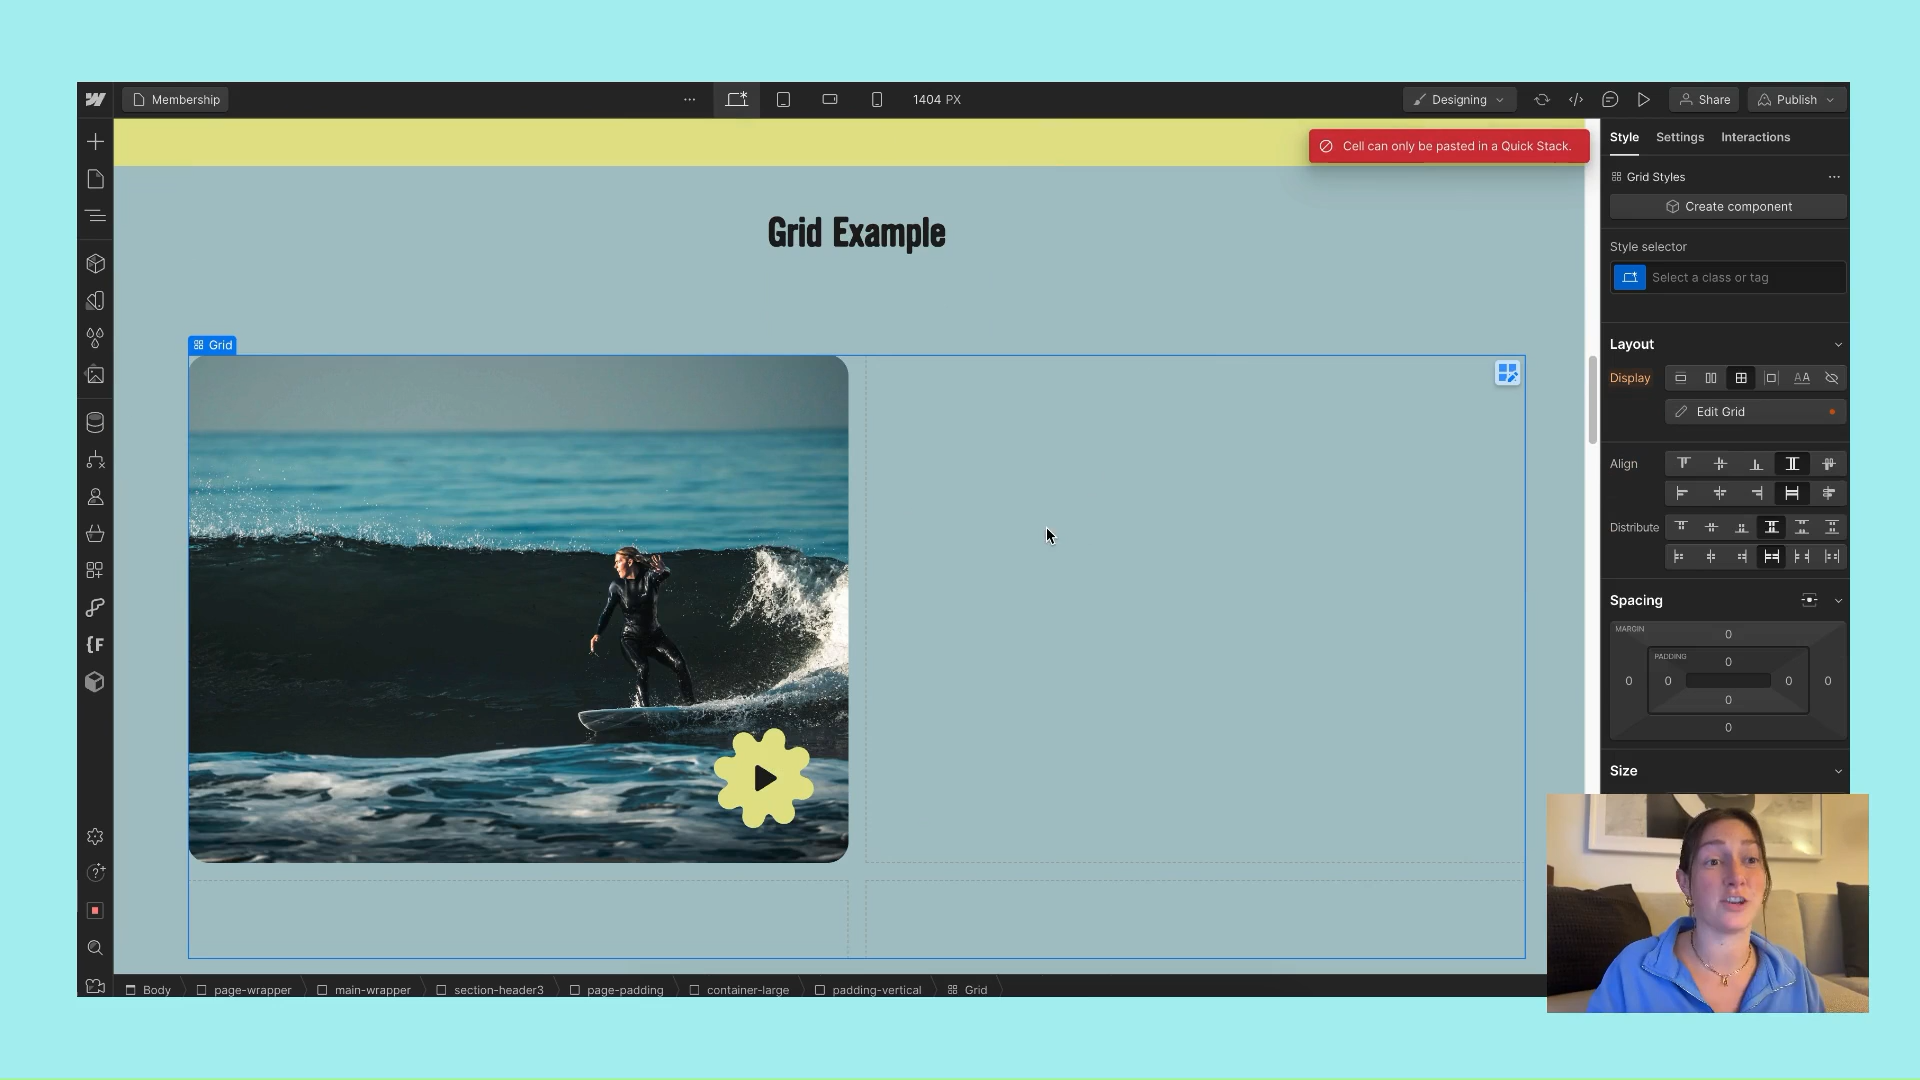 Membership
1404 PX
Designing
Share
Publish
Cell can only be pasted in a Quick Stack.
Grid Example
Grid
Style
Settings
Interactions
Grid Styles
Create component
Style selector
Select a class or tag
Layout
Display
AA
Edit Grid
Align
Distribute
Spacing
MARGIN
0
PADDING
0
0
0
0
0
0
0
Size
Body
page-wrapper
main-wrapper
section-header3
page-padding
container-large
padding-vertical
Grid